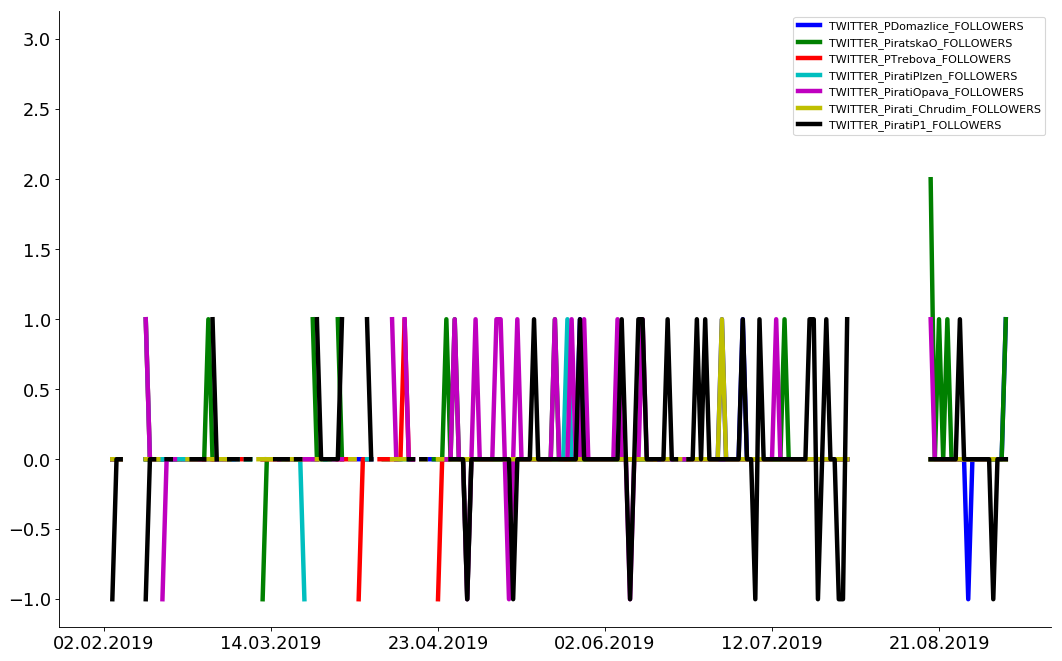 3.0
2.5
2.0
1.5
1.0
0.5
0.0
−0.5
−1.0
02.02.2019 14.03.2019 23.04.2019 02.06.2019 12.07.2019 21.08.2019
TWITTER_PDomazlice_FOLLOWERS
TWITTER_PiratskaO_FOLLOWERS
TWITTER_PTrebova_FOLLOWERS
TWITTER_PiratiPlzen_FOLLOWERS
TWITTER_PiratiOpava_FOLLOWERS
TWITTER_Pirati_Chrudim_FOLLOWERS
TWITTER_PiratiP1_FOLLOWERS